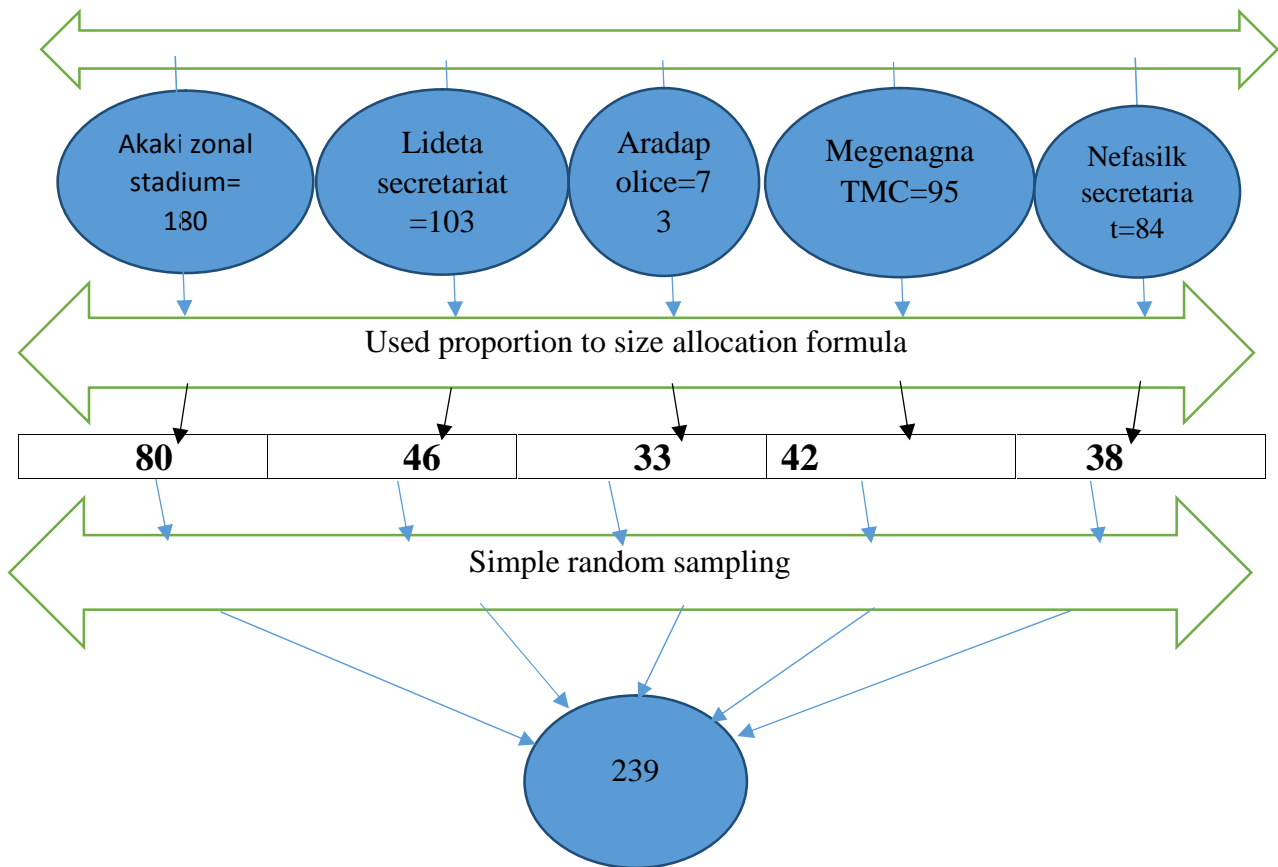 Akaki zonal
stadium=
180
Lideta
secretariat
=103
Aradap
olice=7
3
Megenagna
TMC=95
Nefasilk
secretaria
t=84
Used proportion to size allocation formula
80 46 33 42 38
Simple random sampling
239